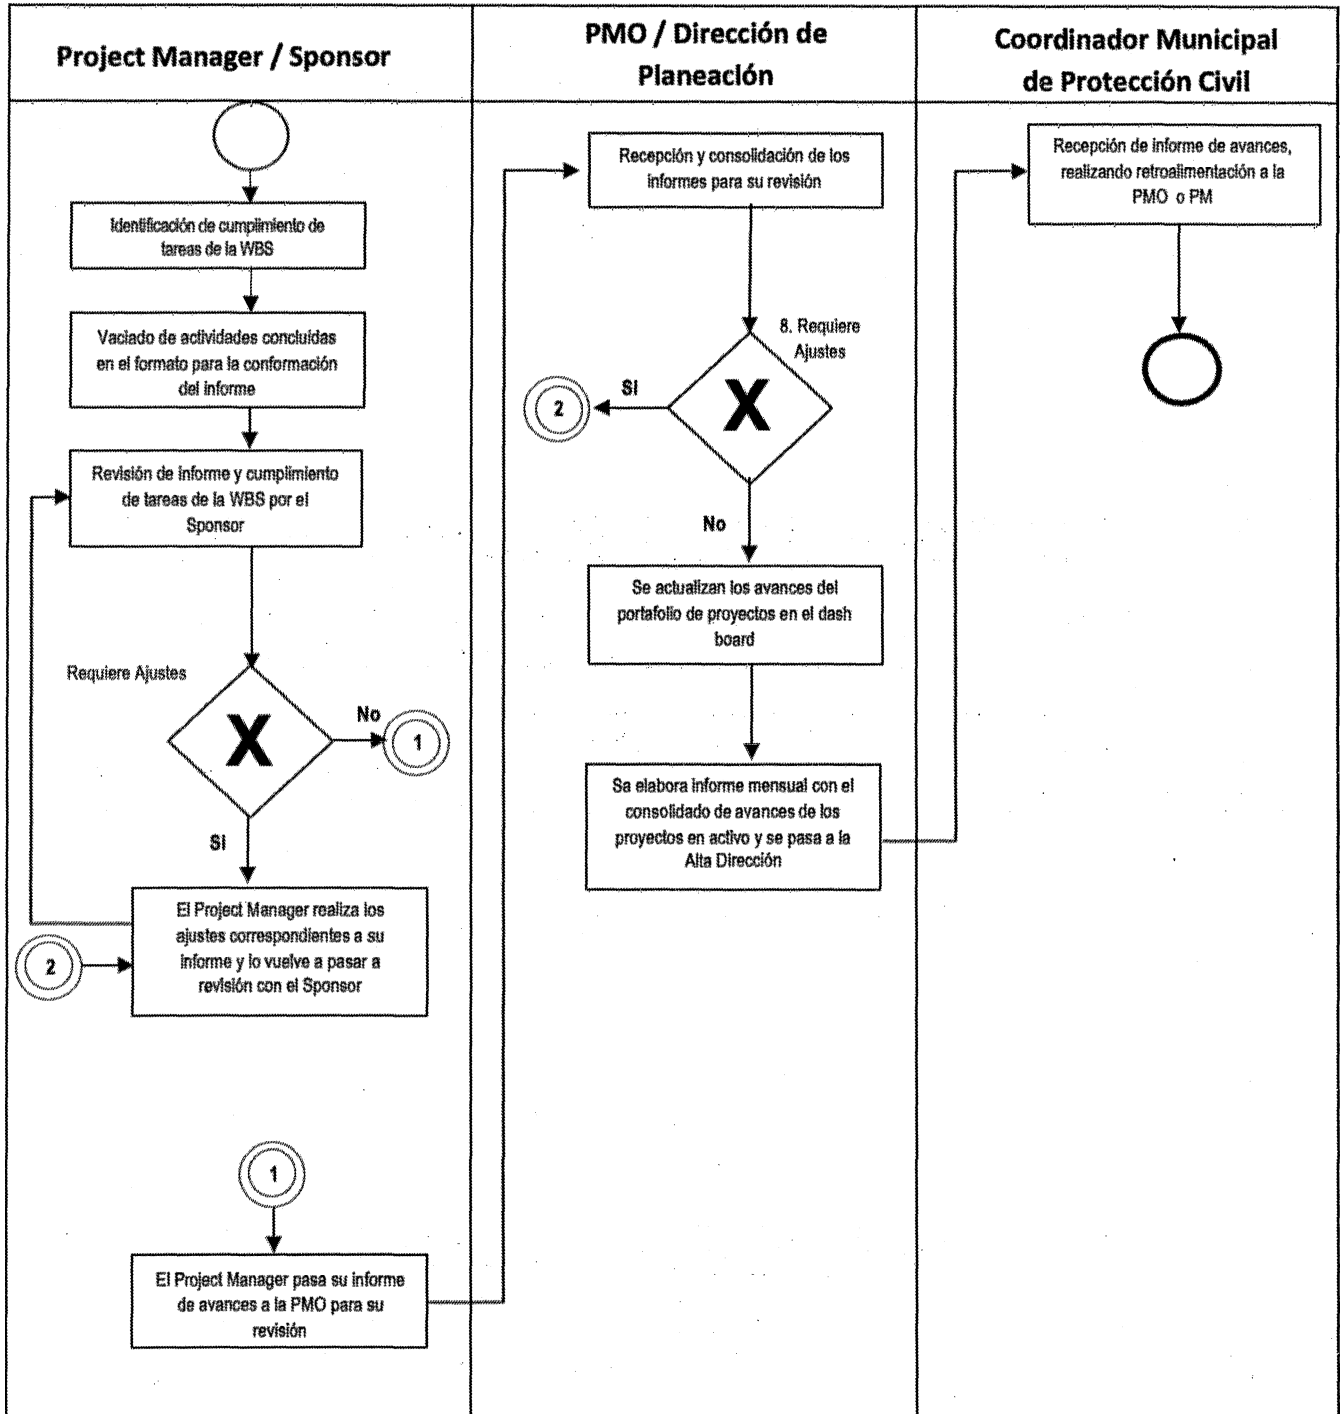 Project Manager / Sponsor
PMO / Dirección de
Planeación
Coordinador Municipal
de Protección Civil
Identificación de cumplimiento de
tareas de la WBS
Vaciado de actividades concluídas
en el formato para la conformación
del informe
Revisión de informe y cumplimiento
de tareas de la WBS por el
Sponsor
Requiere Ajustes
X
No
1
SI
El Project Manager realiza los
ajustes correspondientes a su
informe y lo vuelve a pasar a
revisión con el Sponsor
2
1
El Project Manager pasa su informe
de avances a la PMO para su
revisión
Recepción y consolidación de los
informes para su revisión
8. Requiere
Ajustes
X
SI
2
No
Se actualizan los avances del
portafolio de proyectos en el dash
board
Sa elabora informe mensual con el
consolidado de avances de los
proyectos en activo y se pasa a la
Alta Dirección
Recepción de informe de avances,
realizando retroalimentación a la
PMO o PM